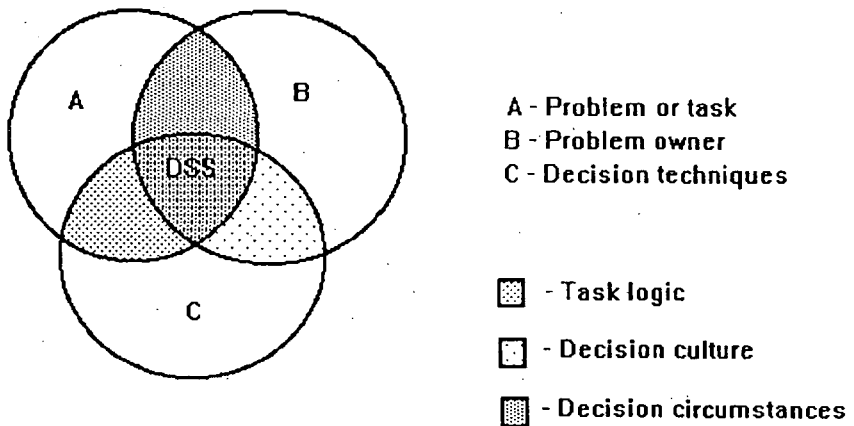 A
B
DSS
C
A - Problem or task
B - Problem owner
C - Decision techniques
- Task logic
- Decision culture
- Decision circumstances